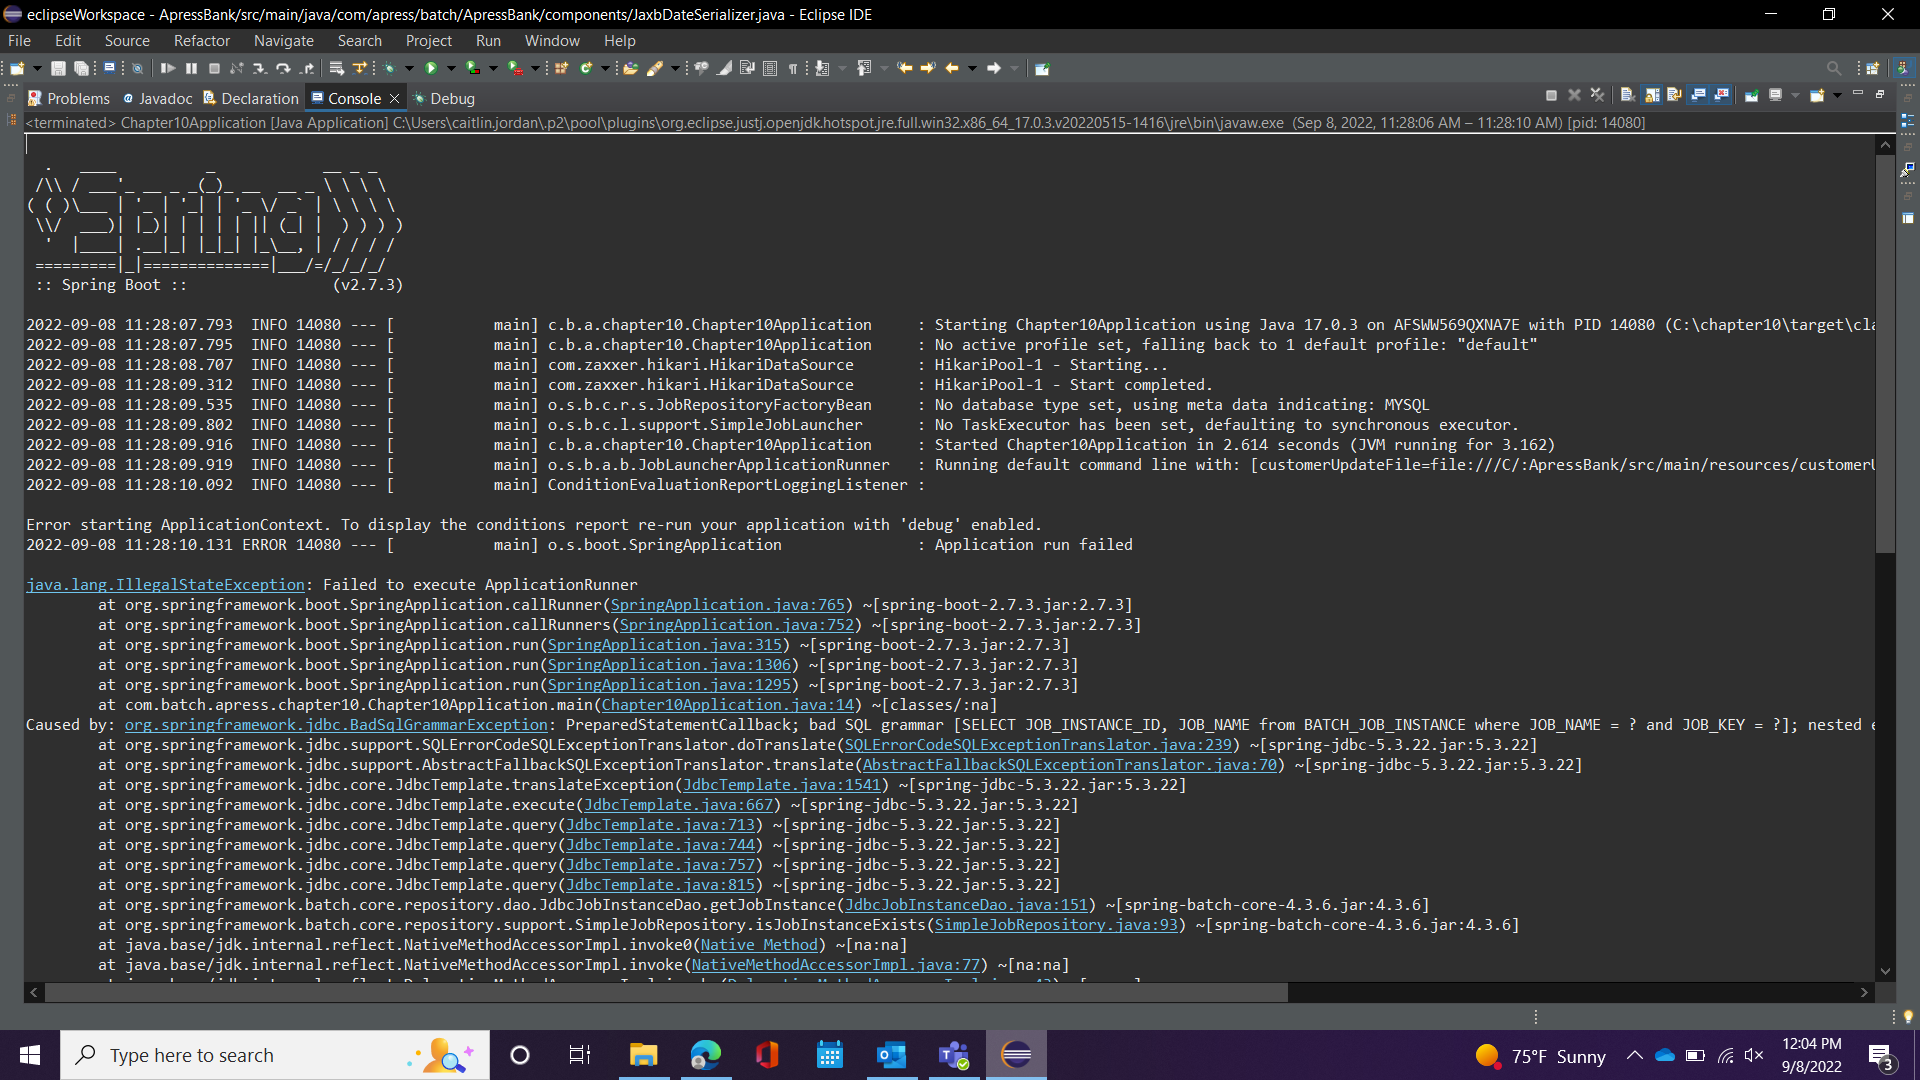 eclipseWorkspace - ApressBank/src/main/java/com/apress/batch/ApressBank/components/JaxbDateSerializer.java - Eclipse IDE
File Edit Source Refactor Navigate Search Project Run Window Help
Problems Javadoc Declaration Console Debug
<terminated> Chapter10Application [Java Application] C:\Users\caitlin.jordan\.p2\pool\plugins\org.eclipse.justj.openjdk.hotspot.jre.full.win32.x86_64_17.0.3.v20220515-1416\jre\bin\javaw.exe (Sep 8, 2022, 11:28:06 AM – 11:28:10 AM) [pid: 14080]
Spring
:: Spring Boot :: (v2.7.3)
2022-09-08 11:28:07.793 INFO 14080 --- [ main] c.b.a.chapter10.Chapter10Application : Starting Chapter10Application using Java 17.0.3 on AFSWW569QXNA7E with PID 14080 (C:\chapter10\target\cla
2022-09-08 11:28:07.795 INFO 14080 --- [ main] c.b.a.chapter10.Chapter10Application : No active profile set, falling back to 1 default profile: "default"
2022-09-08 11:28:08.707 INFO 14080 --- [ main] com.zaxxer.hikari.HikariDataSource : HikariPool-1 - Starting...
2022-09-08 11:28:09.312 INFO 14080 --- [ main] com.zaxxer.hikari.HikariDataSource : HikariPool-1 - Start completed.
2022-09-08 11:28:09.535 INFO 14080 --- [ main] o.s.b.c.r.s.JobRepositoryFactoryBean : No database type set, using meta data indicating: MYSQL
2022-09-08 11:28:09.802 INFO 14080 --- [ main] o.s.b.c.l.support.SimpleJobLauncher : No TaskExecutor has been set, defaulting to synchronous executor.
2022-09-08 11:28:09.916 INFO 14080 --- [ main] c.b.a.chapter10.Chapter10Application : Started Chapter10Application in 2.614 seconds (JVM running for 3.162)
2022-09-08 11:28:09.919 INFO 14080 --- [ main] o.s.b.a.b.JobLauncherApplicationRunner : Running default command line with: [customerUpdateFile=file:///C/:ApressBank/src/main/resources/customerU
2022-09-08 11:28:10.092 INFO 14080 --- [ main] ConditionEvaluationReportLoggingListener :
Error starting ApplicationContext. To display the conditions report re-run your application with 'debug' enabled.
2022-09-08 11:28:10.131 ERROR 14080 --- [ main] o.s.boot.SpringApplication : Application run failed
java.lang.IllegalStateException: Failed to execute ApplicationRunner
at org.springframework.boot.SpringApplication.callRunner(SpringApplication.java:765) ~[spring-boot-2.7.3.jar:2.7.3]
at org.springframework.boot.SpringApplication.callRunners(SpringApplication.java:752) ~[spring-boot-2.7.3.jar:2.7.3]
at org.springframework.boot.SpringApplication.run(SpringApplication.java:315) ~[spring-boot-2.7.3.jar:2.7.3]
at org.springframework.boot.SpringApplication.run(SpringApplication.java:1306) ~[spring-boot-2.7.3.jar:2.7.3]
at org.springframework.boot.SpringApplication.run(SpringApplication.java:1295) ~[spring-boot-2.7.3.jar:2.7.3]
at com.batch.apress.chapter10.Chapter10Application.main(Chapter10Application.java:14) ~[classes/:na]
Caused by: org.springframework.jdbc.BadSqlGrammarException: PreparedStatementCallback; bad SQL grammar [SELECT JOB_INSTANCE_ID, JOB_NAME from BATCH_JOB_INSTANCE where JOB_NAME = ? and JOB_KEY = ?]; nested e
at org.springframework.jdbc.support.SQLErrorCodeSQLExceptionTranslator.doTranslate(SQLErrorCodeSQLExceptionTranslator.java:239) ~[spring-jdbc-5.3.22.jar:5.3.22]
at org.springframework.jdbc.support.AbstractFallbackSQLExceptionTranslator.translate(AbstractFallbackSQLExceptionTranslator.java:70) ~[spring-jdbc-5.3.22.jar:5.3.22]
at org.springframework.jdbc.core.JdbcTemplate.translateException(JdbcTemplate.java:1541) ~[spring-jdbc-5.3.22.jar:5.3.22]
at org.springframework.jdbc.core.JdbcTemplate.execute(JdbcTemplate.java:667) ~[spring-jdbc-5.3.22.jar:5.3.22]
at org.springframework.jdbc.core.JdbcTemplate.query(JdbcTemplate.java:713) ~[spring-jdbc-5.3.22.jar:5.3.22]
at org.springframework.jdbc.core.JdbcTemplate.query(JdbcTemplate.java:744) ~[spring-jdbc-5.3.22.jar:5.3.22]
at org.springframework.jdbc.core.JdbcTemplate.query(JdbcTemplate.java:757) ~[spring-jdbc-5.3.22.jar:5.3.22]
at org.springframework.jdbc.core.JdbcTemplate.query(JdbcTemplate.java:815) ~[spring-jdbc-5.3.22.jar:5.3.22]
at org.springframework.batch.core.repository.dao.JdbcJobInstanceDao.getJobInstance(JdbcJobInstanceDao.java:151) ~[spring-batch-core-4.3.6.jar:4.3.6]
at org.springframework.batch.core.repository.support.SimpleJobRepository.isJobInstanceExists(SimpleJobRepository.java:93) ~[spring-batch-core-4.3.6.jar:4.3.6]
at java.base/jdk.internal.reflect.NativeMethodAccessorImpl.invoke0(Native Method) ~[na:na]
at java.base/jdk.internal.reflect.NativeMethodAccessorImpl.invoke(NativeMethodAccessorImpl.java:77) ~[na:na]
Type here to search
75°F Sunny
12:04 PM
9/8/2022
3